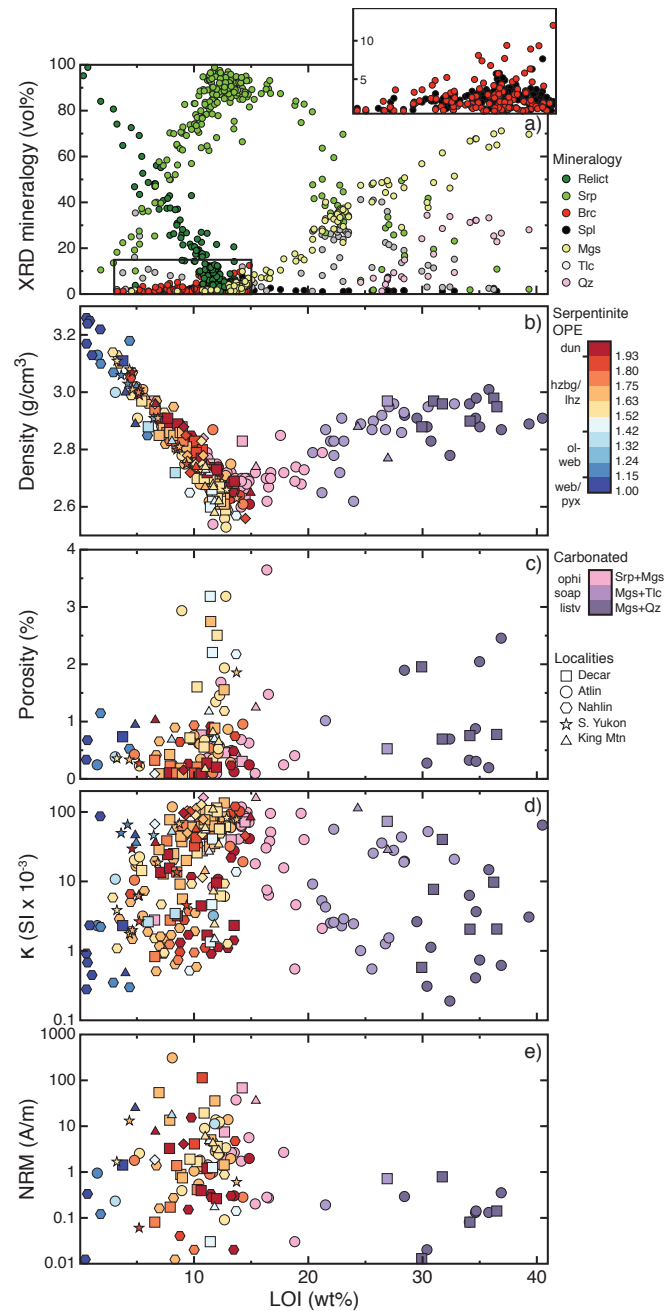 10
5
a)
100
80
60
40
20
0
XRD mineralogy (vol%)
Mineralogy
Relict
Srp
Brc
Spl
Mgs
Tlc
Qz
b)
3.2
3.0
2.8
2.6
Density (g/cm³)
Serpentinite
OPE
dun
hzbg/
lhz
ol-
web
web/
pyx
1.93
1.80
1.75
1.63
1.52
1.42
1.32
1.24
1.15
1.00
c)
4
3
2
1
0
Porosity (%)
Carbonated
ophi
soap
listv
Srp+Mgs
Mgs+Tlc
Mgs+Qz
Localities
Decar
Atlin
Nahlin
S. Yukon
King Mtn
d)
100
10
1
0.1
κ (SI x 10⁻³)
e)
1000
100
10
1
0.1
0.01
NRM (A/m)
10
20
30
40
LOI (wt%)